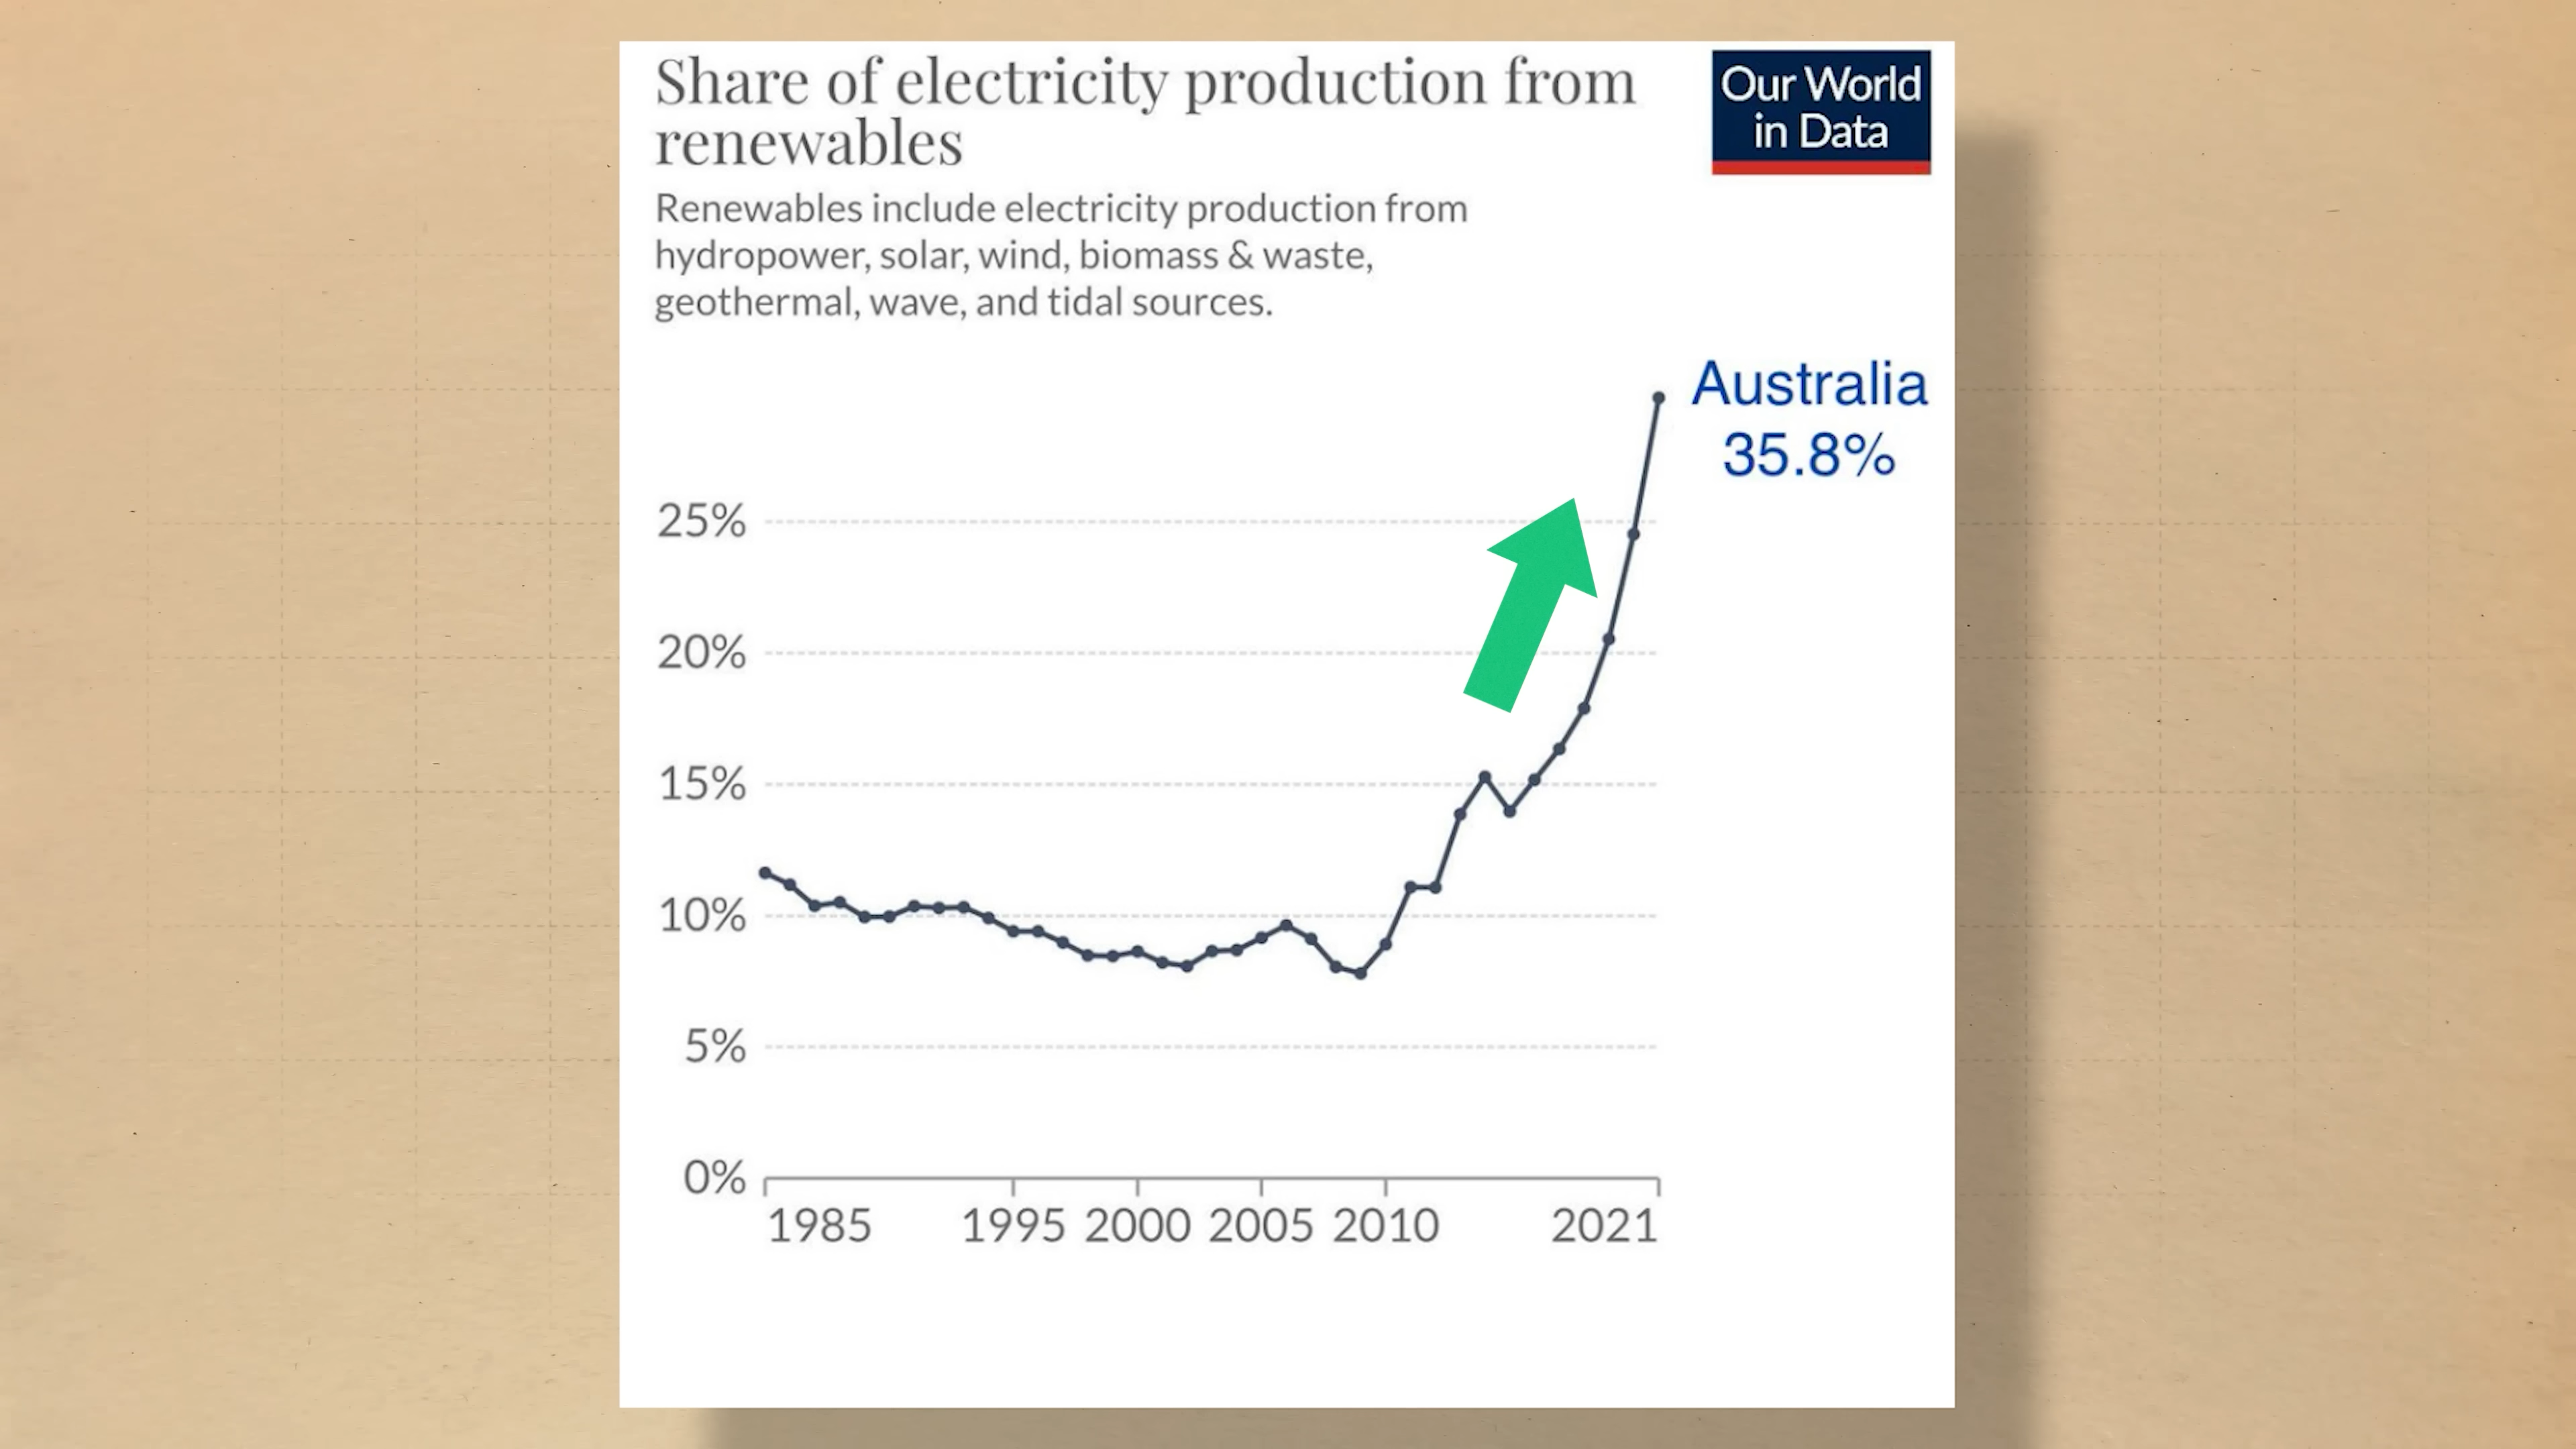 Share of electricity production from
renewables
Our World
in Data
Renewables include electricity production from
hydropower, solar, wind, biomass & waste,
geothermal, wave, and tidal sources.
Australia
35.8%
25%
20%
15%
10%
5%
0%
1985 1995 2000 2005 2010 2021